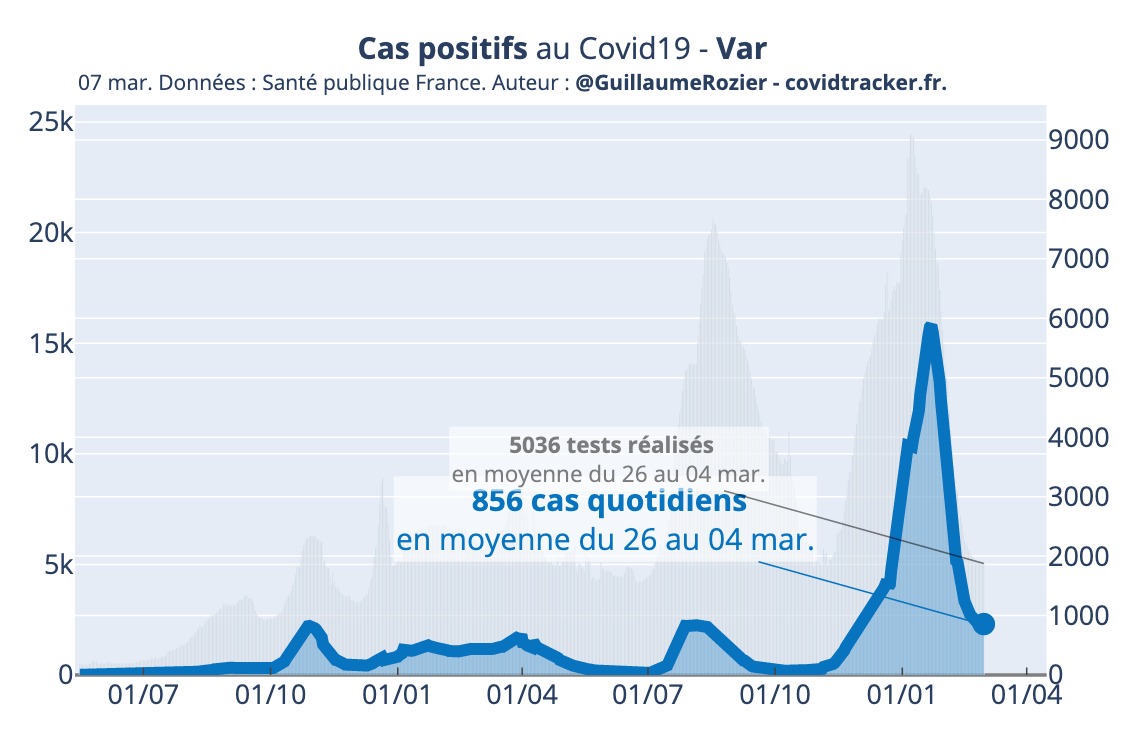 Cas positifs au Covid19 - Var
07 mar. Données : Santé publique France. Auteur : @GuillaumeRozier - covidtracker.fr.
25k
20k
15k
10k
5k
0
9000
8000
7000
6000
5000
4000
3000
2000
1000
0
5036 tests réalisés
en moyenne du 26 au 04 mar.
856 cas quotidiens
en moyenne du 26 au 04 mar.
01/07 01/10 01/01 01/04 01/07 01/10 01/01 01/04